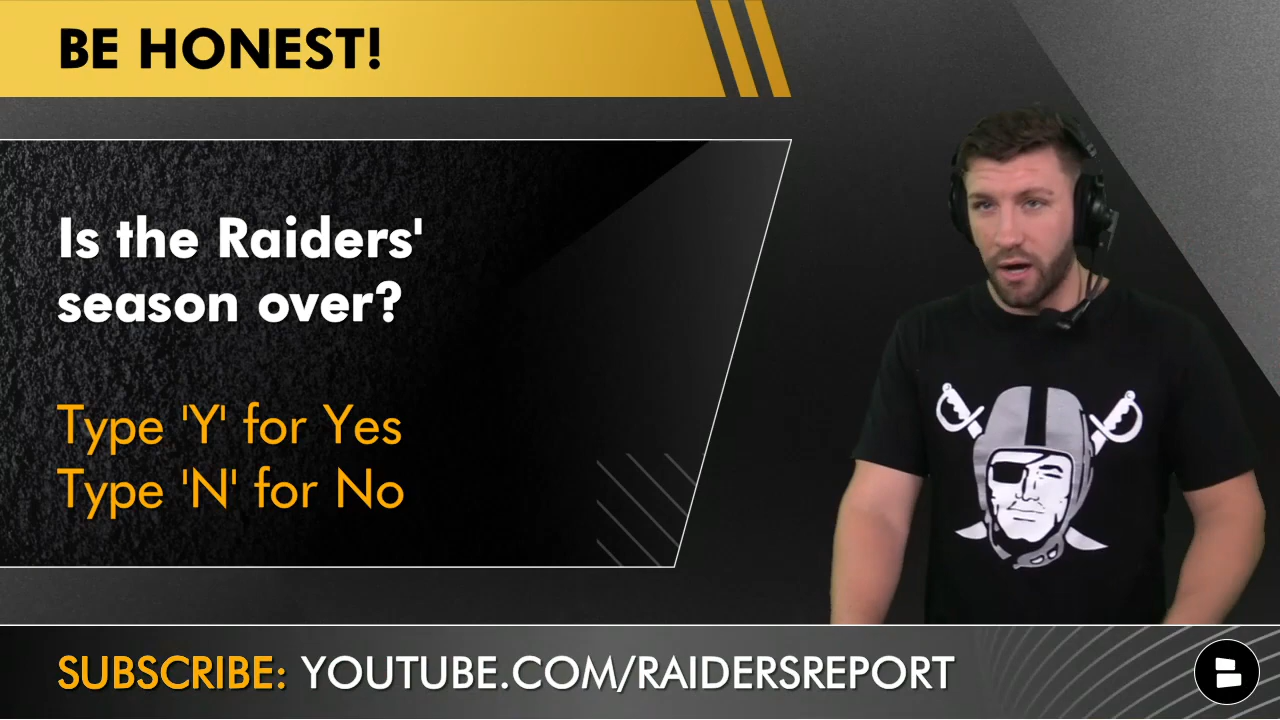 BE HONEST!
Is the Raiders'
season over?
Type 'Y' for Yes
Type 'N' for No
SUBSCRIBE: YOUTUBE.COM/RAIDERSREPORT